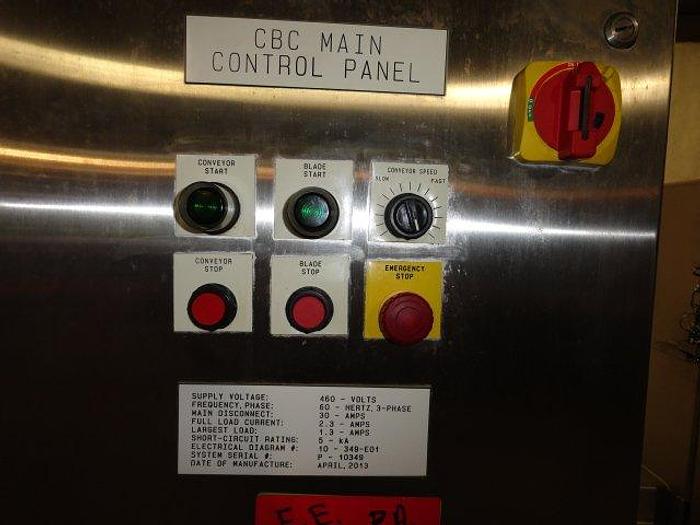 CBC MAIN
CONTROL PANEL
CONVEYOR
START
BLADE
START
CONVEYOR SPEED
SLOW FAST
CONVEYOR
STOP
BLADE
STOP
EMERGENCY
STOP
SUPPLY VOLTAGE: 460 - VOLTS
FREQUENCY, PHASE: 60 - HERTZ, 3-PHASE
MAIN DISCONNECT: 30 - AMPS
FULL LOAD CURRENT: 2.3 - AMPS
LARGEST LOAD: 1.3 - AMPS
SHORT-CIRCUIT RATING: 5 - kA
ELECTRICAL DIAGRAM #: 10 - 349-E01
SYSTEM SERIAL #: P - 10349
DATE OF MANUFACTURE: APRIL, 2013